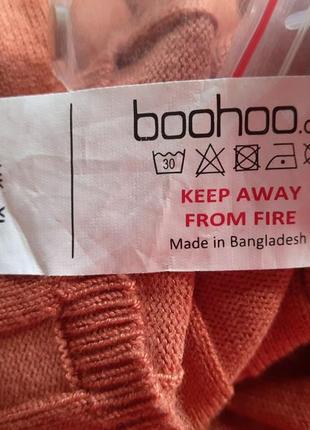 boohoo.
30
KEEP AWAY
FROM FIRE
Made in Bangladesh